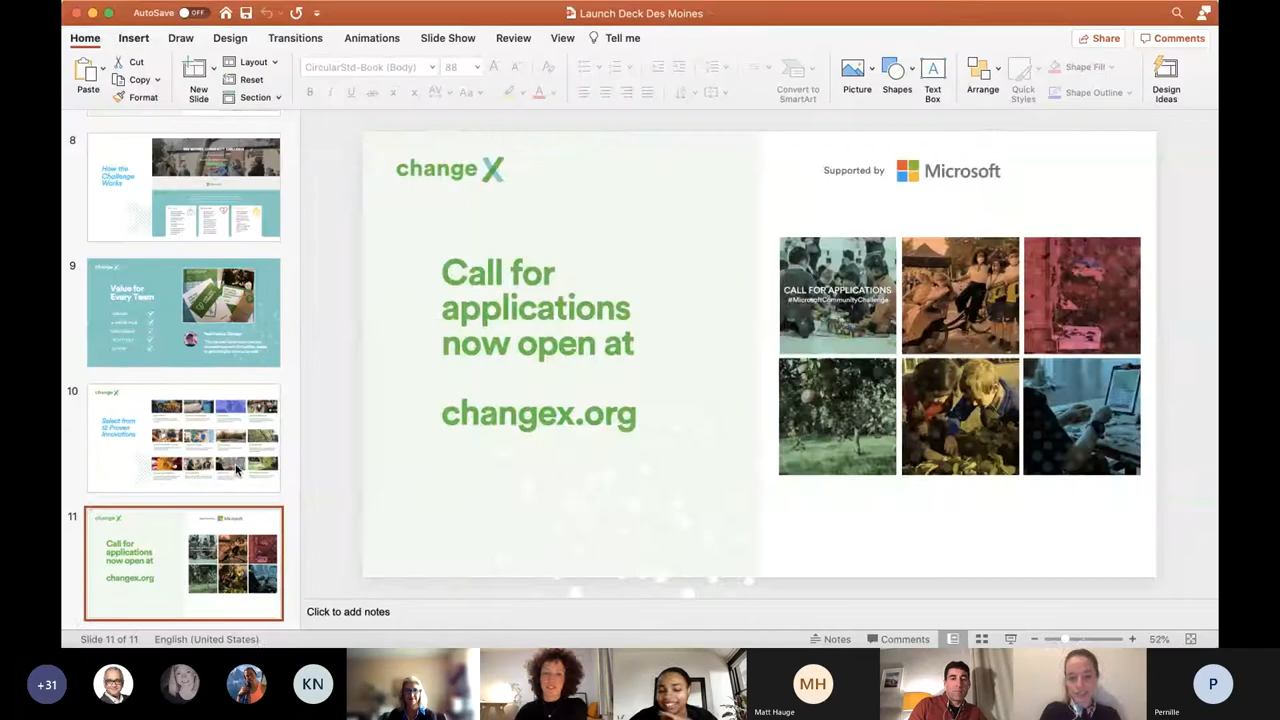 AutoSave OFF
Launch Deck Des Moines
Home Insert Draw Design Transitions Animations Slide Show Review View Tell me
Share Comments
Paste
Cut
Copy
Format
New Slide
Layout
Reset
Section
CircularStd-Book (Body) 88
Convert to SmartArt
Picture
Shapes
Text Box
Arrange
Quick Styles
Shape Fill
Shape Outline
Design Ideas
8
How the
Challenge
Works
9
changeX
Value for
Every Team
10
changeX
Select from
12 Proven
Innovations
11
changeX
Microsoft
Call for
applications
now open at
changex.org
changeX
Supported by Microsoft
Call for
applications
now open at
changex.org
CALL FOR APPLICATIONS
#MicrosoftCommunityChallenge
Click to add notes
Slide 11 of 11 English (United States)
Notes Comments 52%
+31
KN
MH
Matt Hauge
P
Pernille